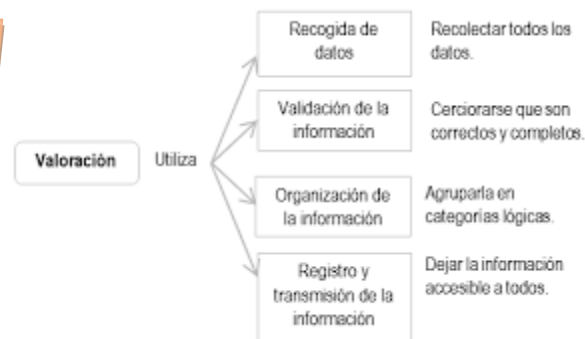 Valoración
Utiliza
Recogida de
datos
Recolectar todos los
datos.
Validación de la
información
Cerciorarse que son
correctos y completos.
Organización de
la información
Agruparla en
categorías lógicas.
Registro y
transmisión de la
información
Dejar la información
accesible a todos.